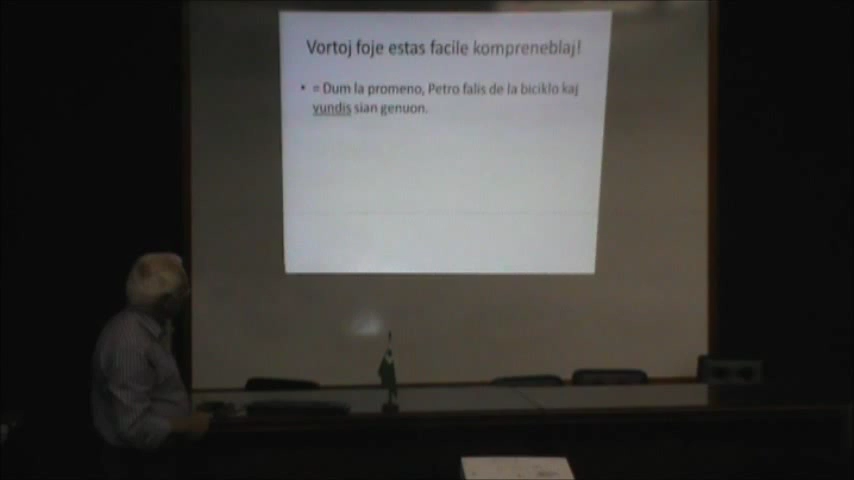 Vortoj foje estas facile kompreneblaj!
• = Dum la promeno, Petro falis de la biciklo kaj
vundis sian genuon.